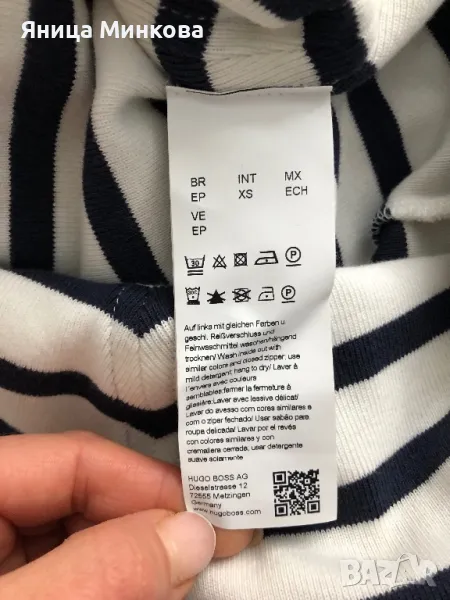 Яница Минкова
BR INT MX
EP XS ECH
VE
EP
30 P
P
Auf links mit gleichen Farben u
geschl. Reißverschluss und
Feinwaschmittel waschen/hängend
trocknen/ Wash inside out with
similar colors and closed zipper, use
mild detergent, hang to dry/ Laver à
l'envers avec couleurs
semblables.fermer la fermeture à
glissière/ Laver avec lessive délicat/
Lavar do avesso com cores similares e
com o ziper fechado/ Usar sabão para
roupa delicada/ Lavar por el revés
con colores similares y con
cremallera cerrada, usar detergente
suave solamente
HUGO BOSS AG
Dieselstrasse 12
72555 Metzingen
Germany
www.hugoboss.com
BAZAR